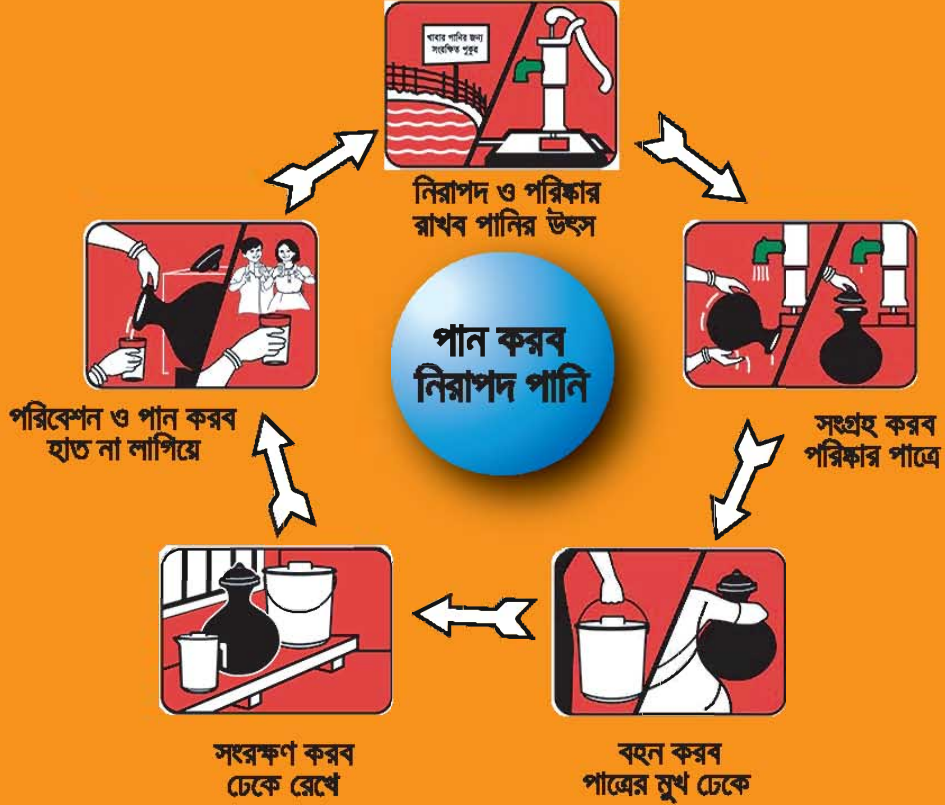 খাবার পানির জন্য
সংরক্ষিত পুকুর
নিরাপদ ও পরিষ্কার
রাখব পানির উৎস
পান করব
নিরাপদ পানি
সংগ্রহ করব
পরিষ্কার পাত্রে
বহন করব
পাত্রের মুখ ঢেকে
সংরক্ষণ করব
ঢেকে রেখে
পরিবেশন ও পান করব
হাত না লাগিয়ে